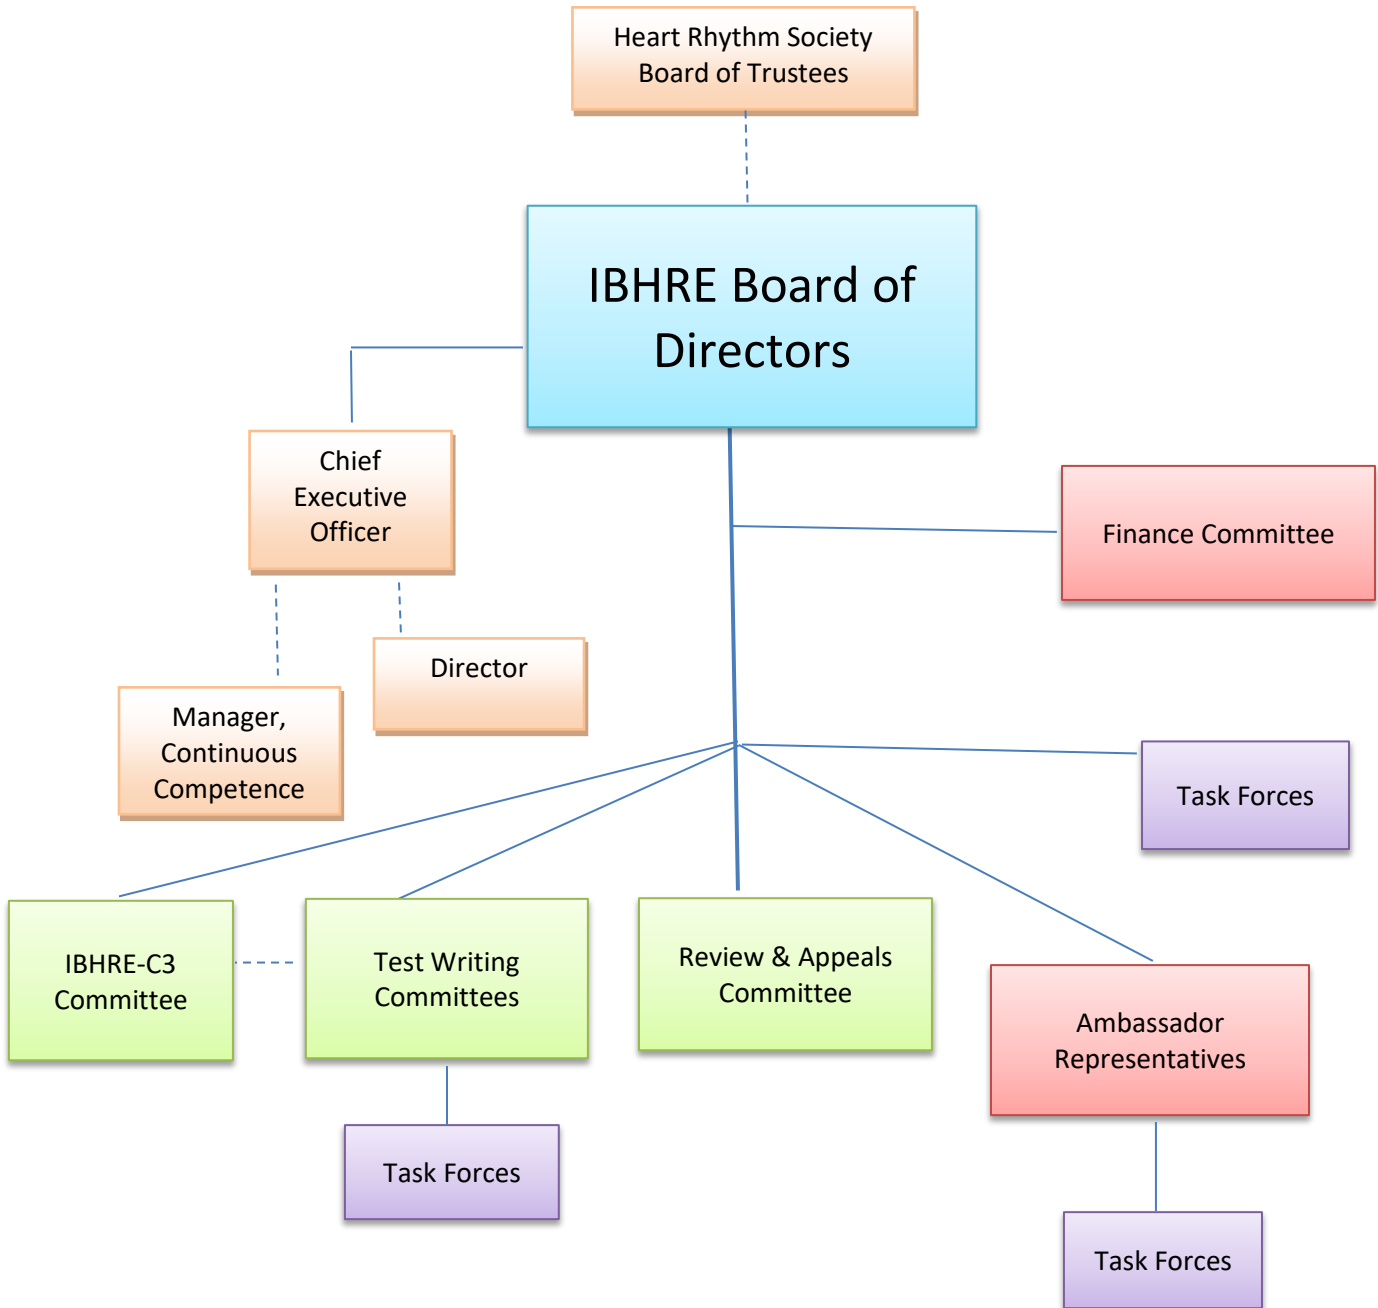 Heart Rhythm Society
Board of Trustees
IBHRE Board of
Directors
Chief
Executive
Officer
Finance Committee
Director
Manager,
Continuous
Competence
Task Forces
IBHRE-C3
Committee
Test Writing
Committees
Review & Appeals
Committee
Ambassador
Representatives
Task Forces
Task Forces